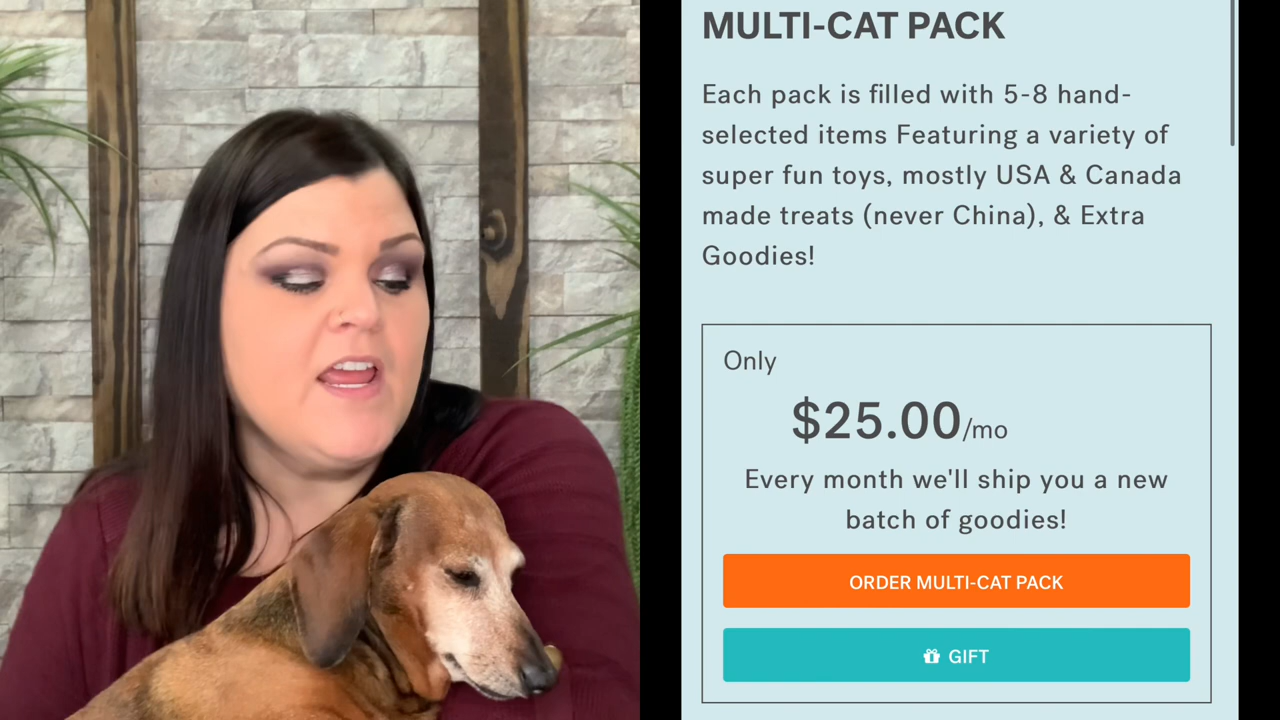 MULTI-CAT PACK
Each pack is filled with 5-8 hand-
selected items Featuring a variety of
super fun toys, mostly USA & Canada
made treats (never China), & Extra
Goodies!
Only
$25.00/mo
Every month we'll ship you a new
batch of goodies!
ORDER MULTI-CAT PACK
GIFT